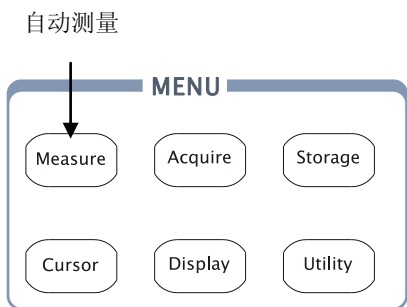 自动测量
MENU
Measure Acquire Storage
Cursor Display Utility